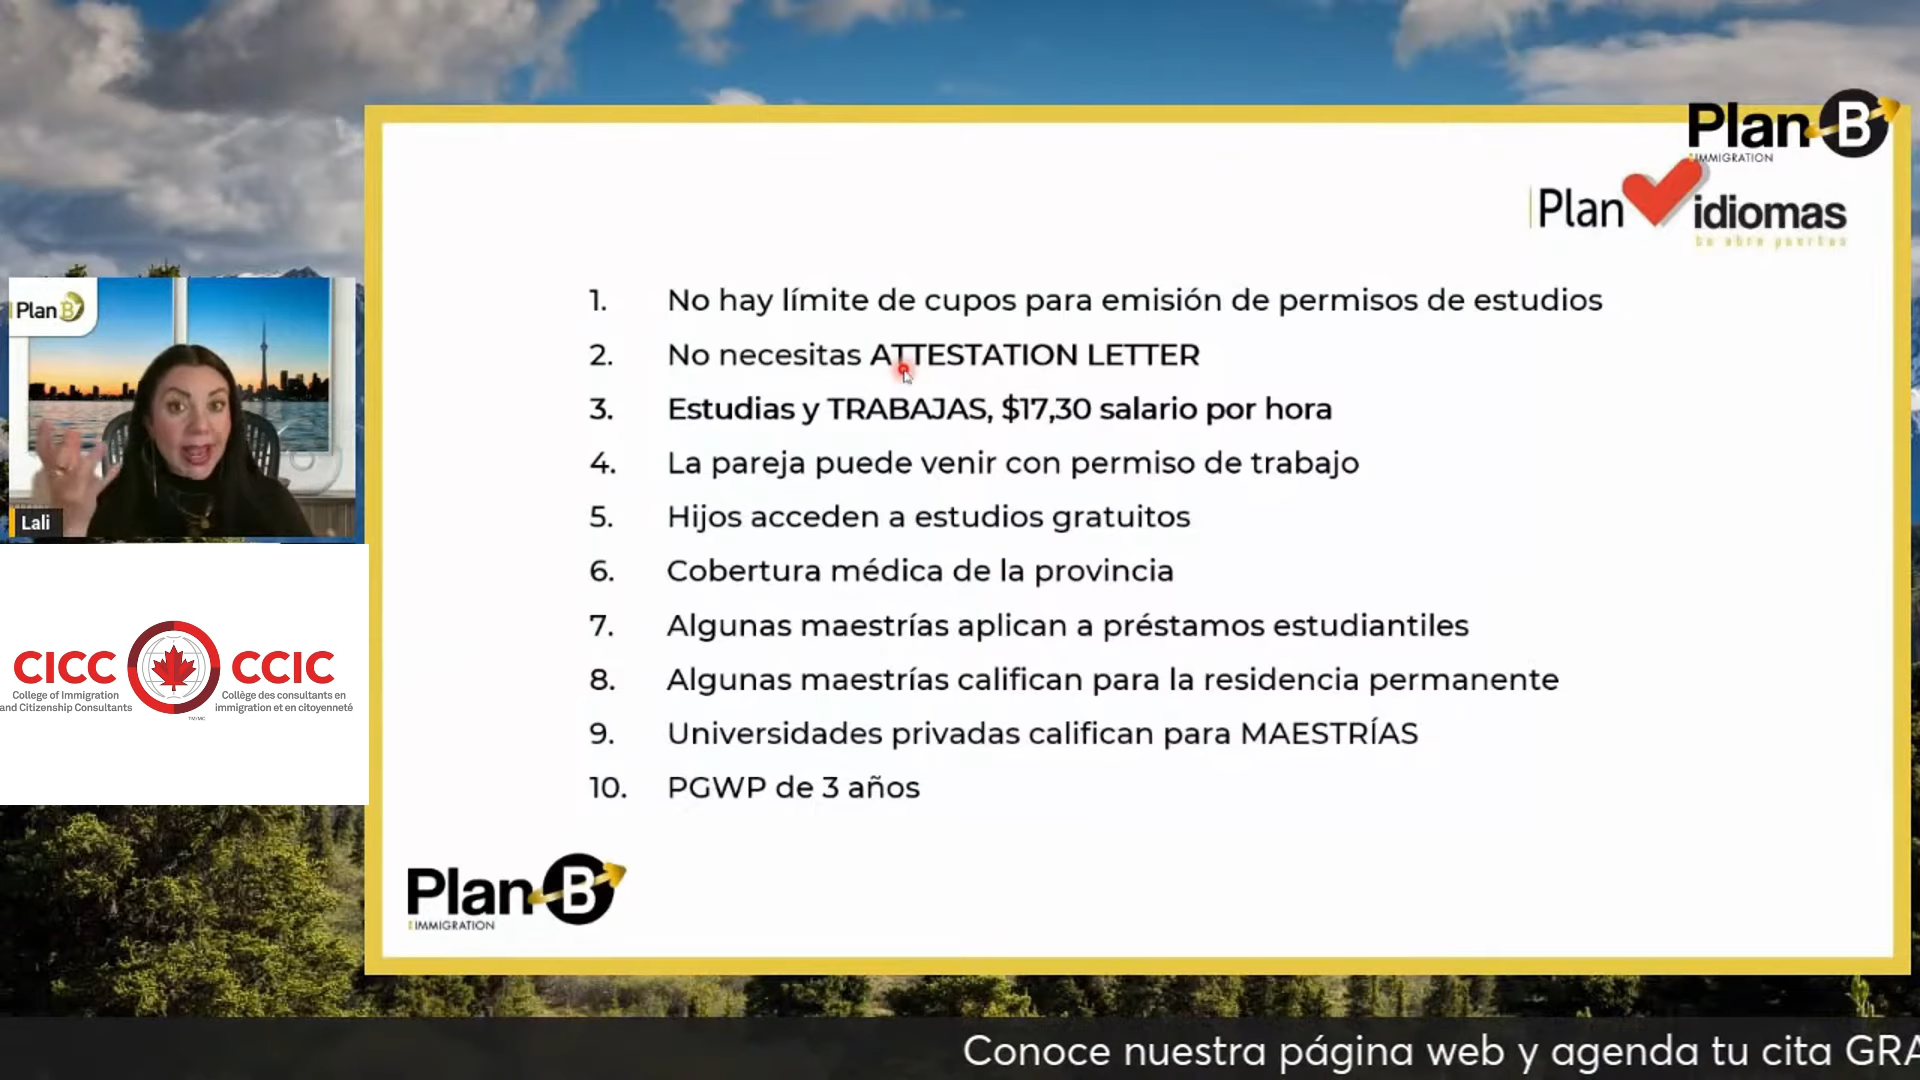 Plan B
IMMIGRATION
Plan idiomas
te abre puertas
1. No hay límite de cupos para emisión de permisos de estudios
2. No necesitas ATTESTATION LETTER
3. Estudias y TRABAJAS, $17,30 salario por hora
4. La pareja puede venir con permiso de trabajo
5. Hijos acceden a estudios gratuitos
6. Cobertura médica de la provincia
7. Algunas maestrías aplican a préstamos estudiantiles
8. Algunas maestrías califican para la residencia permanente
9. Universidades privadas califican para MAESTRÍAS
10. PGWP de 3 años
Plan B
IMMIGRATION
Plan B
Lali
CICC CCIC
College of Immigration
and Citizenship Consultants
Collège des consultants en
immigration et en citoyenneté
TM/MC
Conoce nuestra página web y agenda tu cita GRA